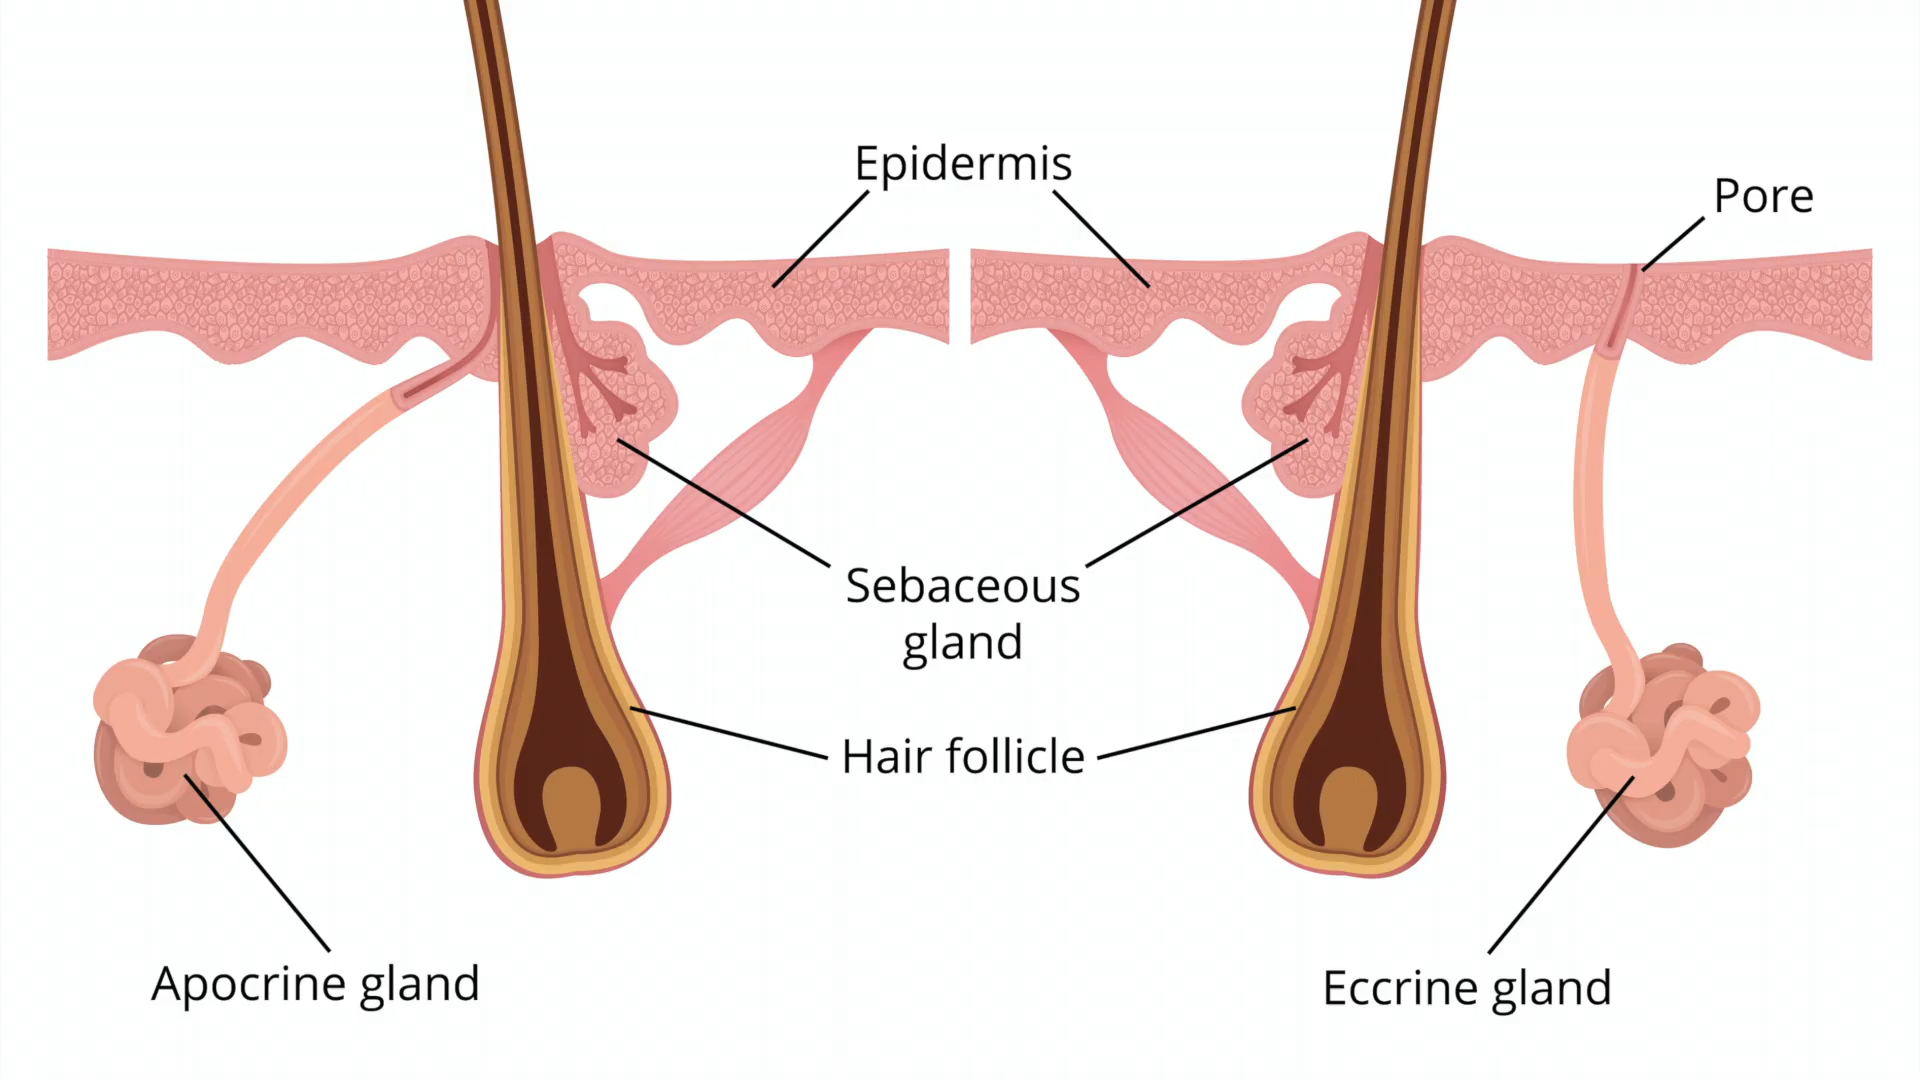 Epidermis
Pore
Sebaceous
gland
Hair follicle
Apocrine gland
Eccrine gland